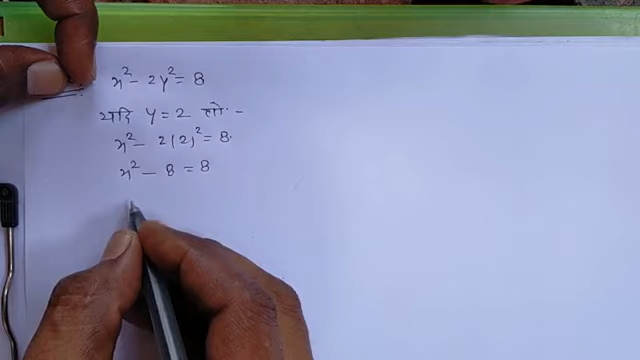 x² - 2y² = 8
यदि y = 2 तो -
x² - 2(2)² = 8.
x² - 8 = 8